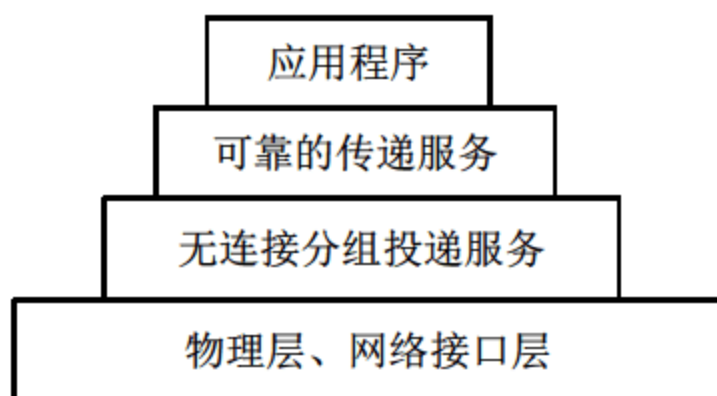 应用程序
可靠的传递服务
无连接分组投递服务
物理层、网络接口层